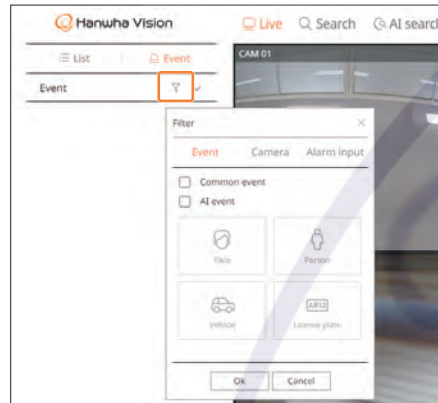 Hanwha Vision
Live Search AI search
List Event
CAM 01
Event
Filter
Event Camera Alarm input
Common event
AI event
Face Person
Vehicle License plate
Ok Cancel